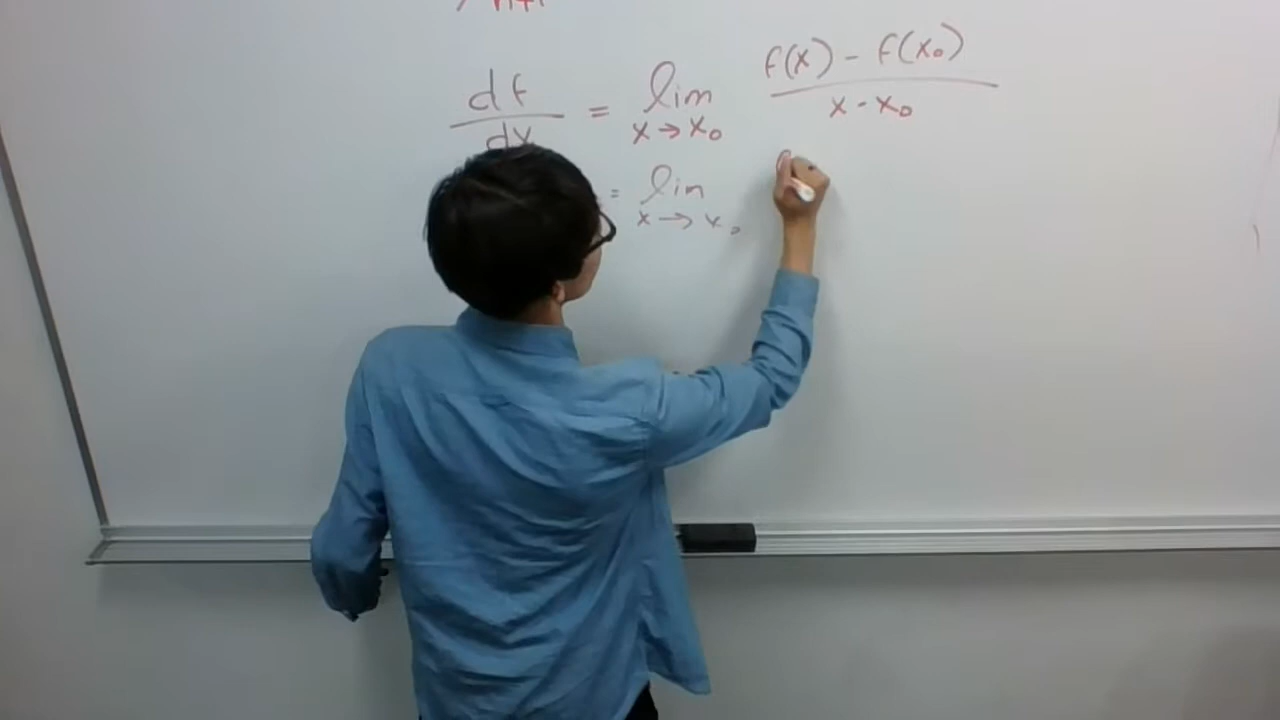 df/dx = lim x→x₀ f(x) - f(x₀) / x - x₀
= lim x→x₀